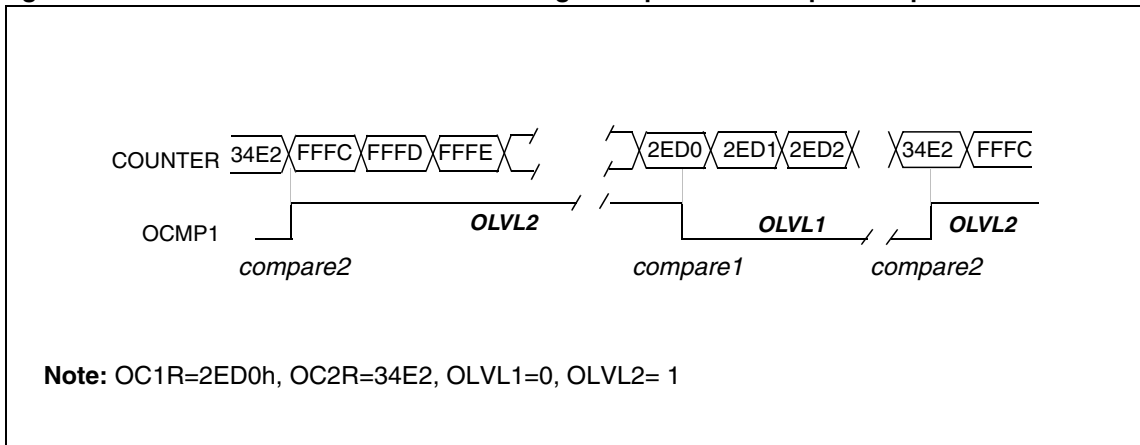 COUNTER 34E2 FFFC FFFD FFFE 2ED0 2ED1 2ED2 34E2 FFFC
OCMP1 OLVL2 OLVL1 OLVL2
compare2 compare1 compare2
Note: OC1R=2ED0h, OC2R=34E2, OLVL1=0, OLVL2= 1